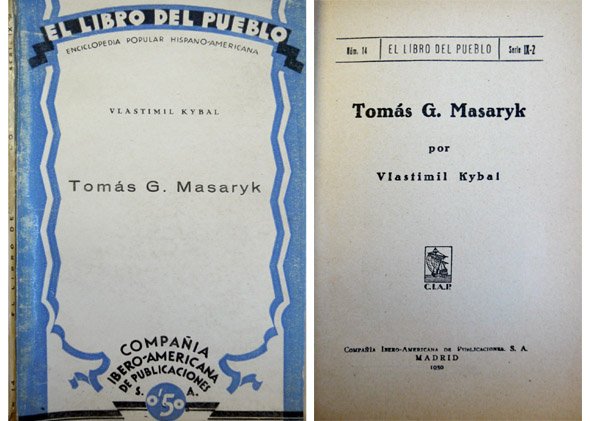 EL LIBRO DEL PUEBLO
ENCICLOPEDIA POPULAR HISPANO-AMERICANA
VLASTIMIL KYBAL
Tomás G. Masaryk
COMPAÑIA
IBERO-AMERICANA
DE PUBLICACIONES
S. A.
0'50
Núm. 14 EL LIBRO DEL PUEBLO Serie IX-2
Tomás G. Masaryk
por
Vlastimil Kybal
C.I.A.P.
COMPAÑÍA IBERO-AMERICANA DE PUBLICACIONES, S. A.
MADRID
1930